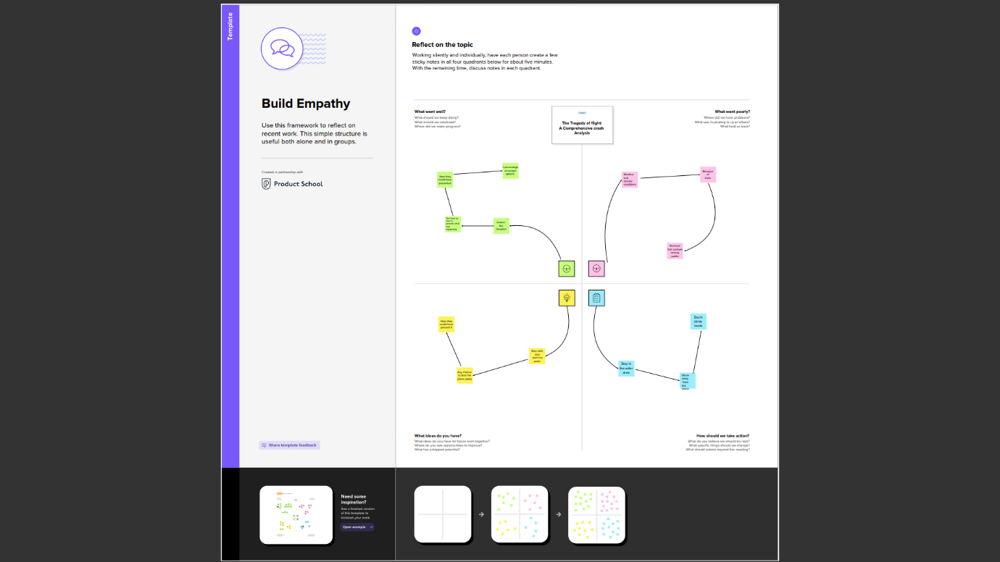 Template
Build Empathy
Use this framework to reflect on
recent work. This simple structure is
useful both alone and in groups.
Created in partnership with
Product School
Share template feedback
Reflect on the topic
Working silently and individually, have each person create a few
sticky notes in all four quadrants below for about five minutes.
With the remaining time, discuss notes in each quadrant.
What went well?
What should we keep doing?
What should we celebrate?
Where did we make progress?
TOPIC
The Tragedy of flight:
A Comprehensive crash
Analysis
What went poorly?
Where did we have problems?
What was frustrating to us or others?
What held us back?
How they
could have
prevented
? percentage
of escape
options
Assess
the
situation
Weather
and
climatic
conditions
Because
of
Rumours
that spreads
among
public
How they
could have
prevent it
Stay calm
and
don't be
panic
Any chance
to land the
plane safely
Don't
climb
seats
Stay in
the safer
area
Move
away
from
the
plane
What ideas do you have?
What ideas do you have for future work together?
Where do you see opportunities to improve?
What has untapped potential?
How should we take action?
What do you believe we should do next?
What specific things should we change?
What should extend beyond this meeting?
Need some
inspiration?
See a finished version
of this template to
kickstart your work.
Open example